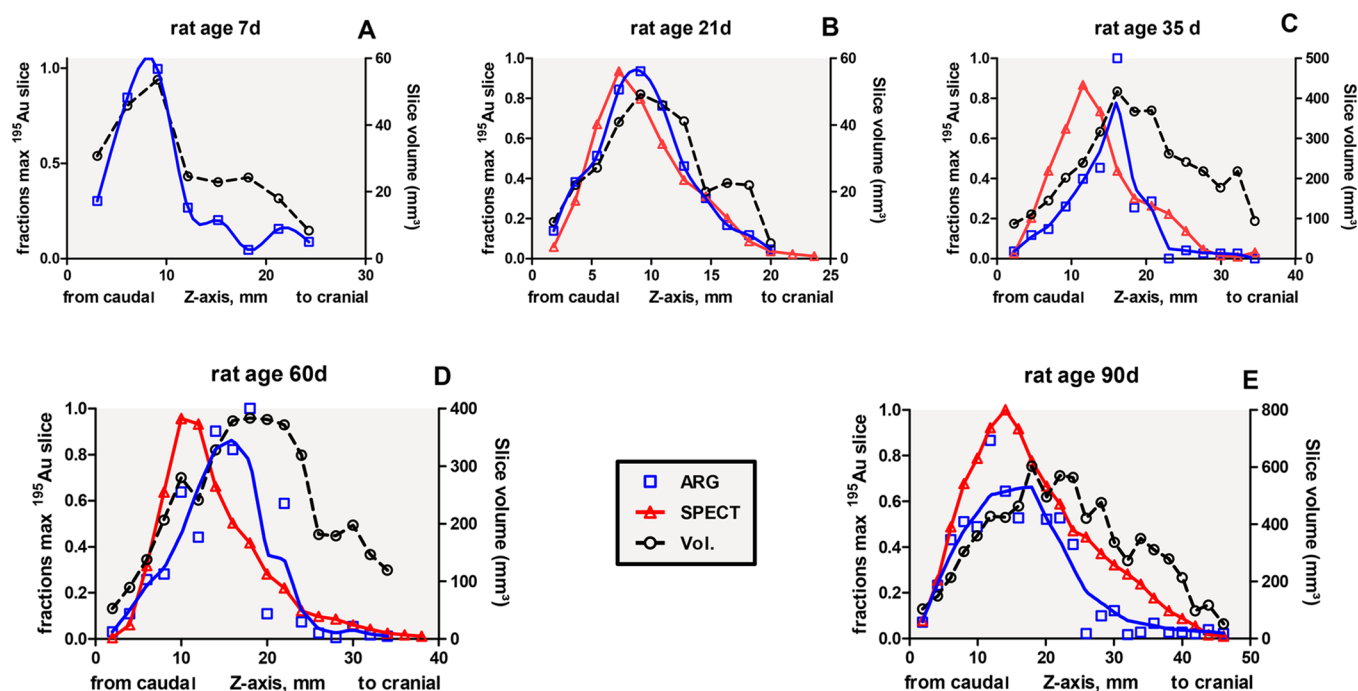 rat age 7d
A
fractions max ¹⁹⁵Au slice
1.0
0.5
0.0
60
40
20
0
Slice volume (mm³)
0 10 20 30
from caudal Z-axis, mm to cranial
rat age 21d
B
fractions max ¹⁹⁵Au slice
1.0
0.8
0.6
0.4
0.2
0.0
60
40
20
0
Slice volume (mm³)
0 5 10 15 20 25
from caudal Z-axis, mm to cranial
rat age 35 d
C
fractions max ¹⁹⁵Au slice
1.0
0.8
0.6
0.4
0.2
0.0
500
400
300
200
100
0
Slice volume (mm³)
0 10 20 30 40
from caudal Z-axis, mm to cranial
rat age 60d
D
fractions max ¹⁹⁵Au slice
1.0
0.8
0.6
0.4
0.2
0.0
400
300
200
100
0
Slice volume (mm³)
0 10 20 30 40
from caudal Z-axis, mm to cranial
ARG
SPECT
Vol.
rat age 90d
E
fractions max ¹⁹⁵Au slice
1.0
0.8
0.6
0.4
0.2
0.0
800
600
400
200
0
Slice volume (mm³)
0 10 20 30 40 50
from caudal Z-axis, mm to cranial